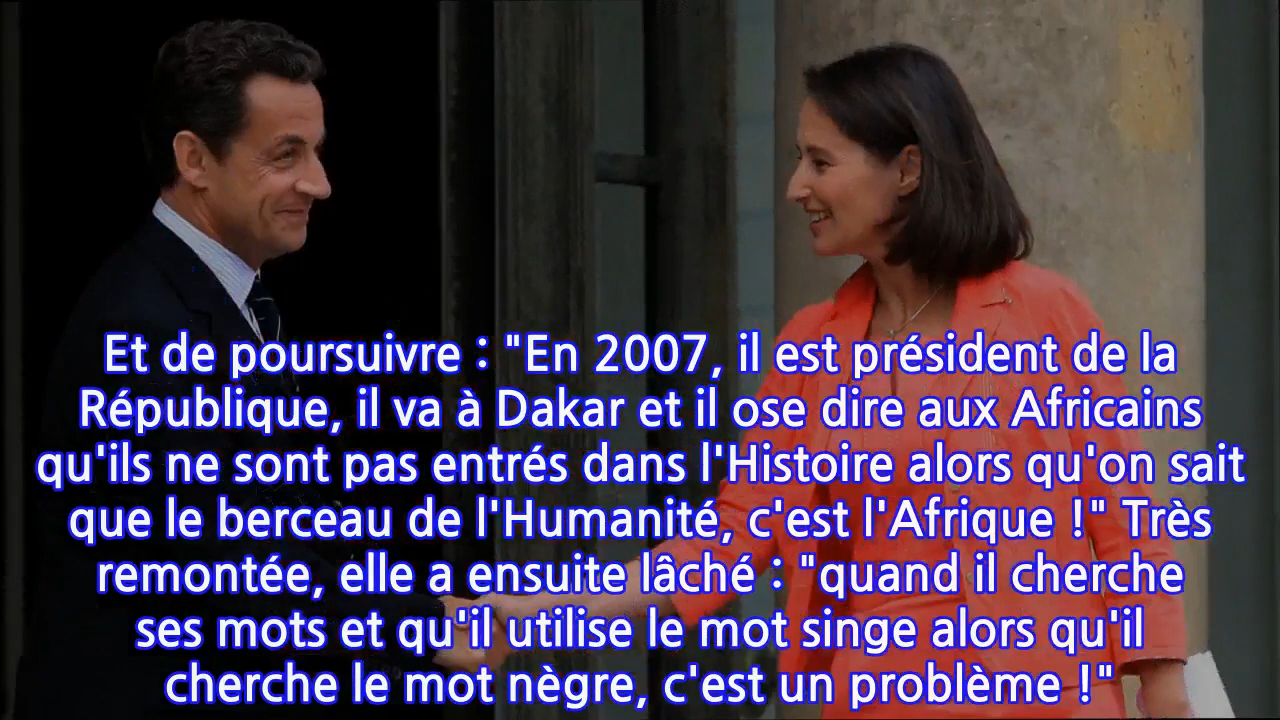 Et de poursuivre : "En 2007, il est président de la
République, il va à Dakar et il ose dire aux Africains
qu'ils ne sont pas entrés dans l'Histoire alors qu'on sait
que le berceau de l'Humanité, c'est l'Afrique !" Très
remontée, elle a ensuite lâché : "quand il cherche
ses mots et qu'il utilise le mot singe alors qu'il
cherche le mot nègre, c'est un problème !"